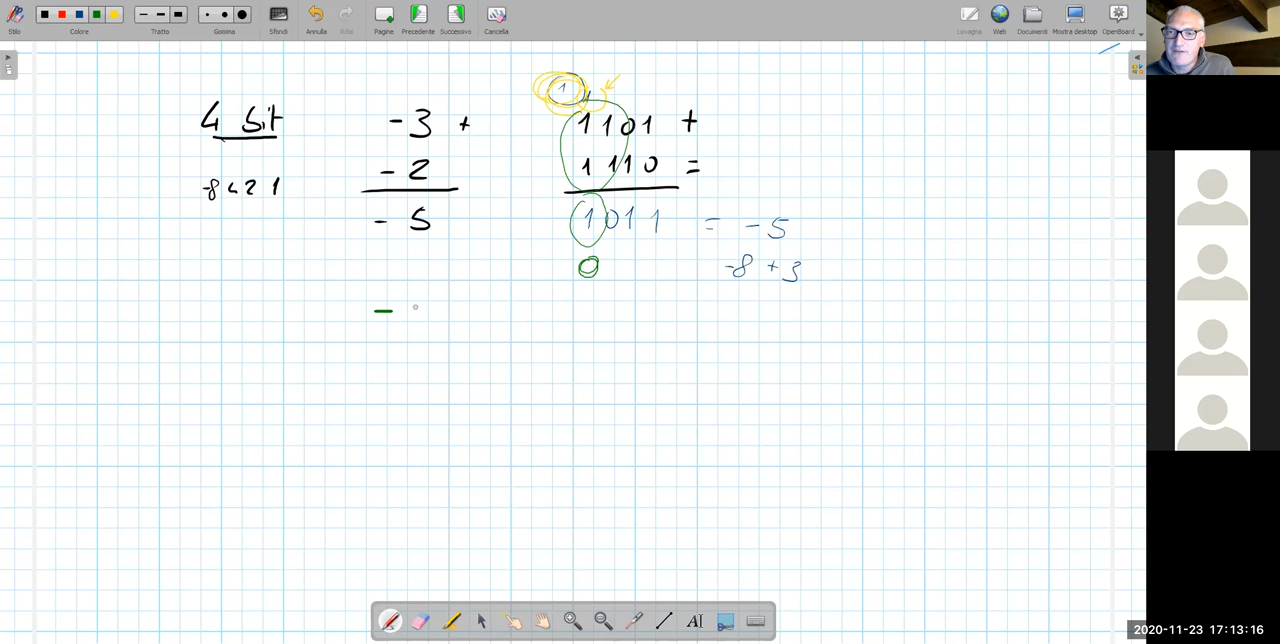 Stilo Colore Tratto Gomma Sfondi Annulla Rifai Pagine Precedente Successivo Cancella Lavagna Web Documenti Mostra desktop OpenBoard
1
1
4 bit -3 + 1101 +
-8 4 2 1 -2 1110 =
-5 1011 = -5
0 -8 + 3
-
2020-11-23 17:13:16